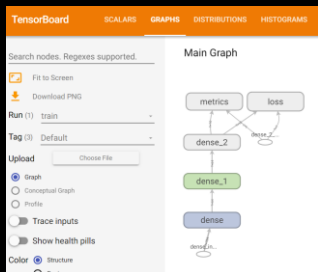 TensorBoard SCALARS GRAPHS DISTRIBUTIONS HISTOGRAMS
Search nodes. Regexes supported.
Fit to Screen
Download PNG
Run (1) train
Tag (3) Default
Upload Choose File
Graph
Conceptual Graph
Profile
Trace inputs
Show health pills
Color Structure
Main Graph
metrics loss
dense_2 dense_2_...
dense_1
dense
dense_in...